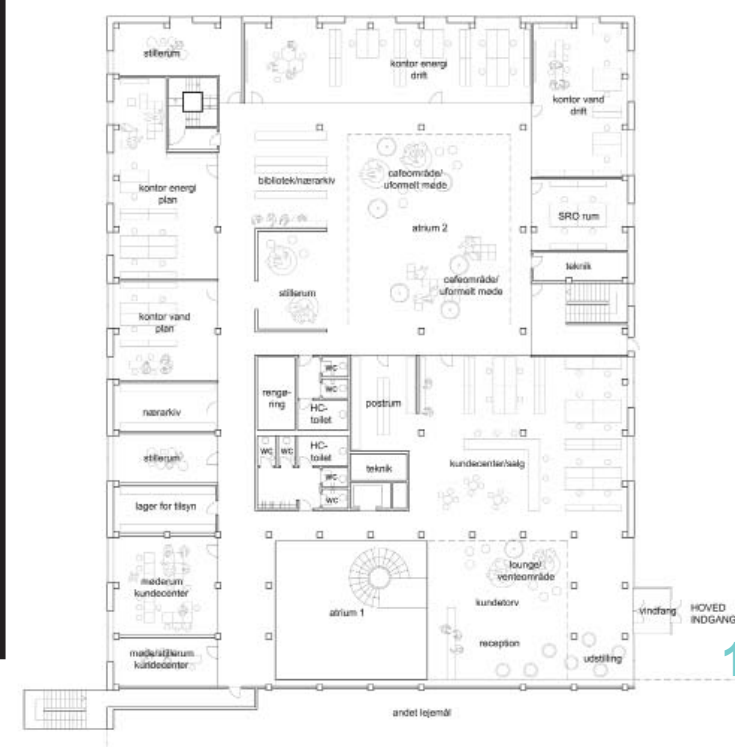 stillerum
kontor energi
drift
kontor vand
drift
kontor energi
plan
bibliotek/nærarkiv
cafeområde/
uformelt møde
atrium 2
SRO rum
teknik
stillerum
cafeområde/
uformelt møde
kontor vand
plan
nærarkiv
stillerum
lager for tilsyn
rengø-
ring
wc
wc
HC-
toilet
wc
wc
HC-
toilet
wc
wc
postrum
teknik
kundecenter/salg
møderum
kundecenter
møde/stillerum
kundecenter
atrium 1
lounge/
venteområde
kundetorv
reception
udstilling
vindfang
HOVED
INDGANG
1
andet lejemål